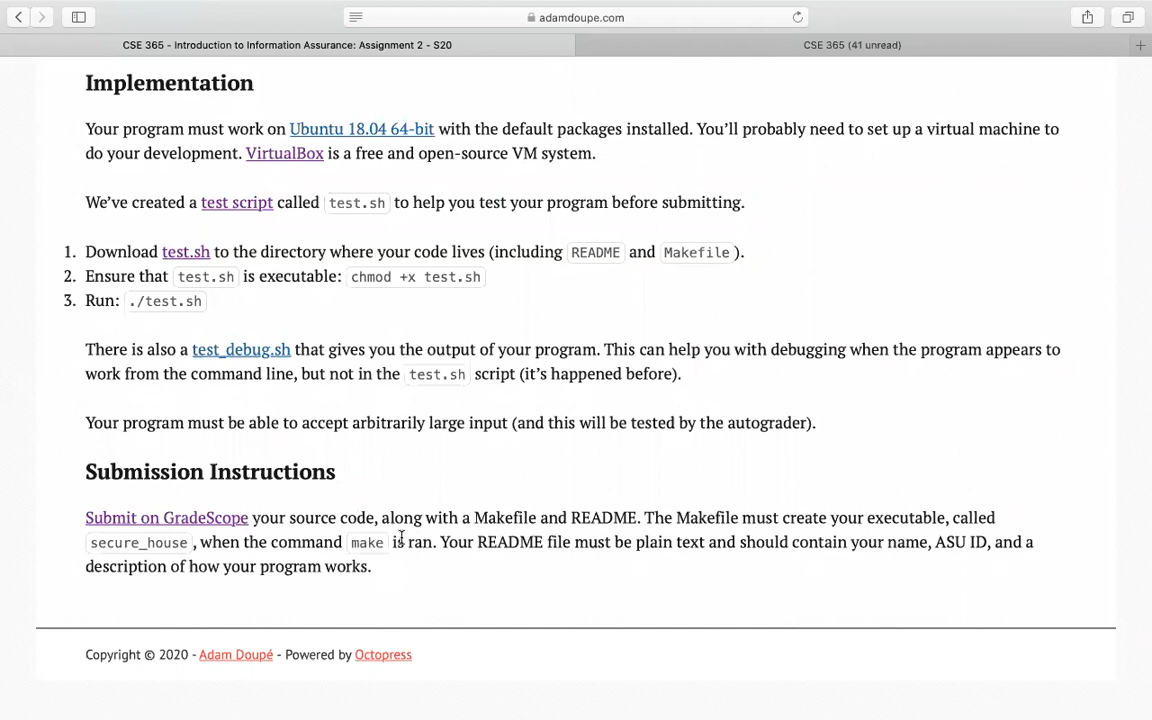 adamdoupe.com
CSE 365 - Introduction to Information Assurance: Assignment 2 - S20
CSE 365 (41 unread)
Implementation
Your program must work on Ubuntu 18.04 64-bit with the default packages installed. You’ll probably need to set up a virtual machine to
do your development. VirtualBox is a free and open-source VM system.
We’ve created a test script called test.sh to help you test your program before submitting.
1. Download test.sh to the directory where your code lives (including README and Makefile ).
2. Ensure that test.sh is executable: chmod +x test.sh
3. Run: ./test.sh
There is also a test_debug.sh that gives you the output of your program. This can help you with debugging when the program appears to
work from the command line, but not in the test.sh script (it’s happened before).
Your program must be able to accept arbitrarily large input (and this will be tested by the autograder).
Submission Instructions
Submit on GradeScope your source code, along with a Makefile and README. The Makefile must create your executable, called
secure_house , when the command make is ran. Your README file must be plain text and should contain your name, ASU ID, and a
description of how your program works.
Copyright © 2020 - Adam Doupé - Powered by Octopress